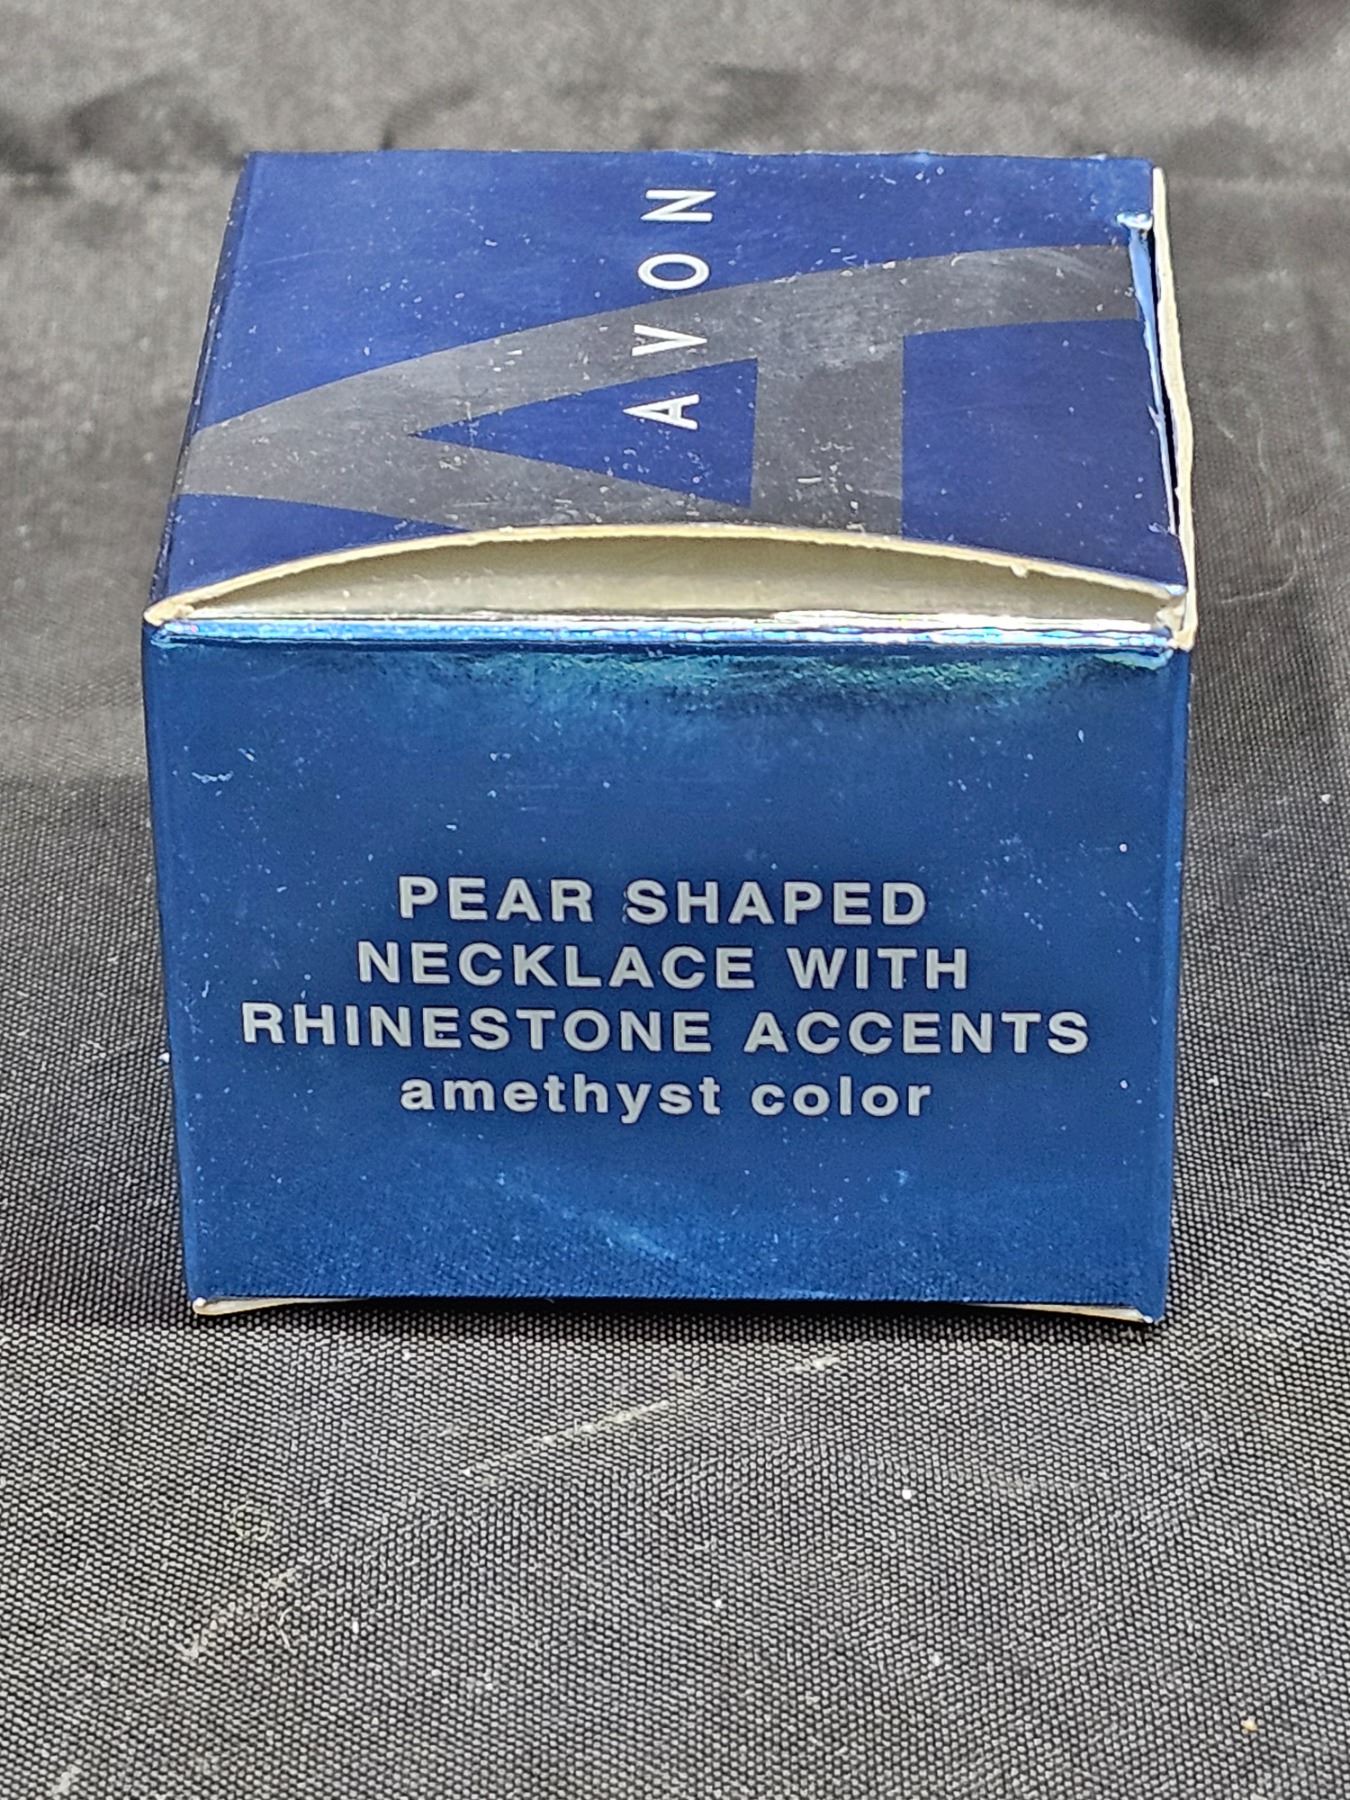 AVON
PEAR SHAPED
NECKLACE WITH
RHINESTONE ACCENTS
amethyst color